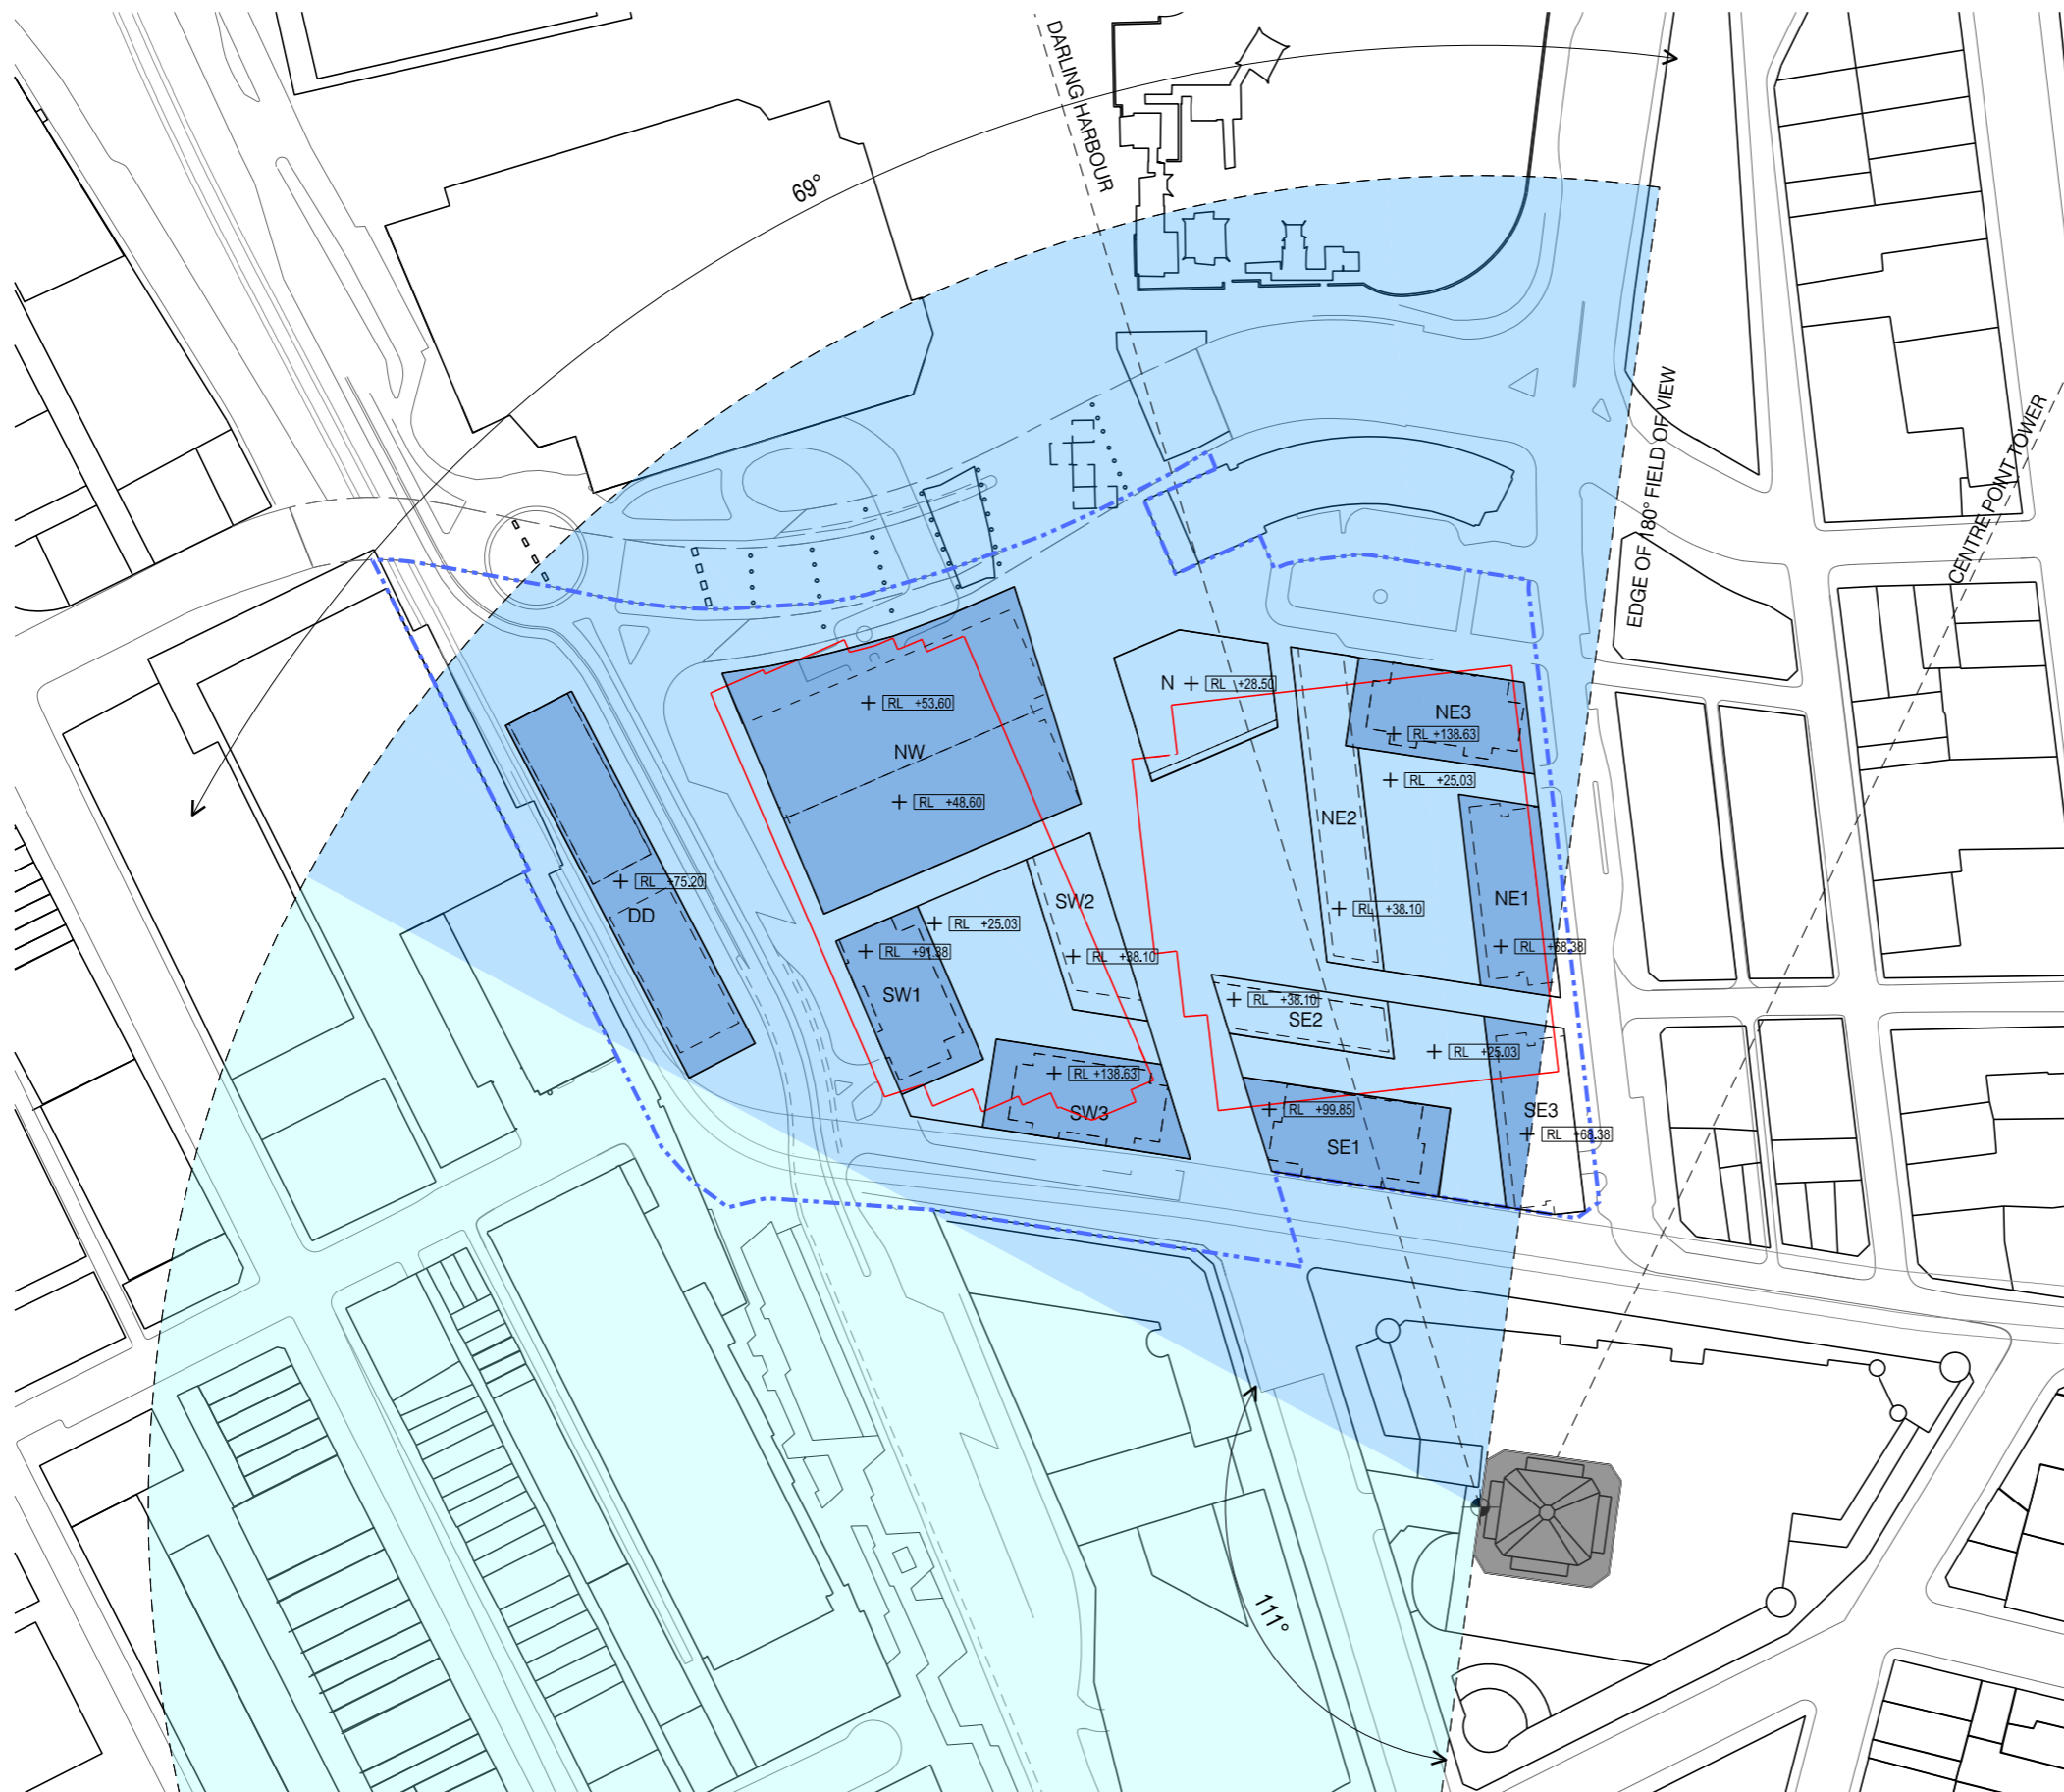 DARLING HARBOUR
69°
EDGE OF 180° FIELD OF VIEW
CENTRE POINT TOWER
N
RL +28.50
RL +53.60
NW
RL +48.60
NE3
RL +138.63
RL +25.03
NE2
RL +38.10
NE1
RL +68.38
RL +75.20
DD
SW2
RL +25.03
RL +91.38
RL +38.10
SW1
RL +38.10
SE2
RL +25.03
RL +138.63
SW3
RL +99.85
SE1
SE3
RL +68.38
111°